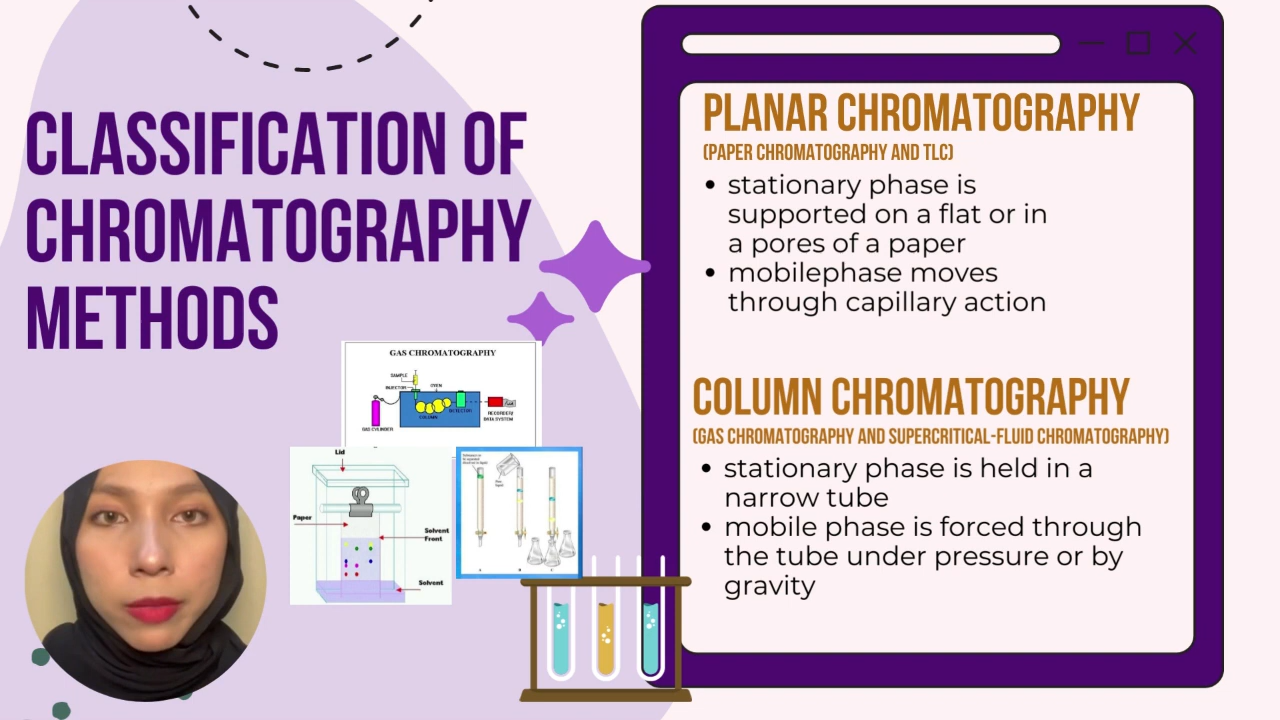 CLASSIFICATION OF
CHROMATOGRAPHY
METHODS
PLANAR CHROMATOGRAPHY
(PAPER CHROMATOGRAPHY AND TLC)
• stationary phase is
supported on a flat or in
a pores of a paper
• mobilephase moves
through capillary action
COLUMN CHROMATOGRAPHY
(GAS CHROMATOGRAPHY AND SUPERCRITICAL-FLUID CHROMATOGRAPHY)
• stationary phase is held in a
narrow tube
• mobile phase is forced through
the tube under pressure or by
gravity
GAS CHROMATOGRAPHY
SAMPLE
INJECTOR
OVEN
COLUMN
DETECTOR
RECORDER/
DATA SYSTEM
GAS CYLINDER
Lid
Paper
Solvent
Front
Solvent
A
B
C